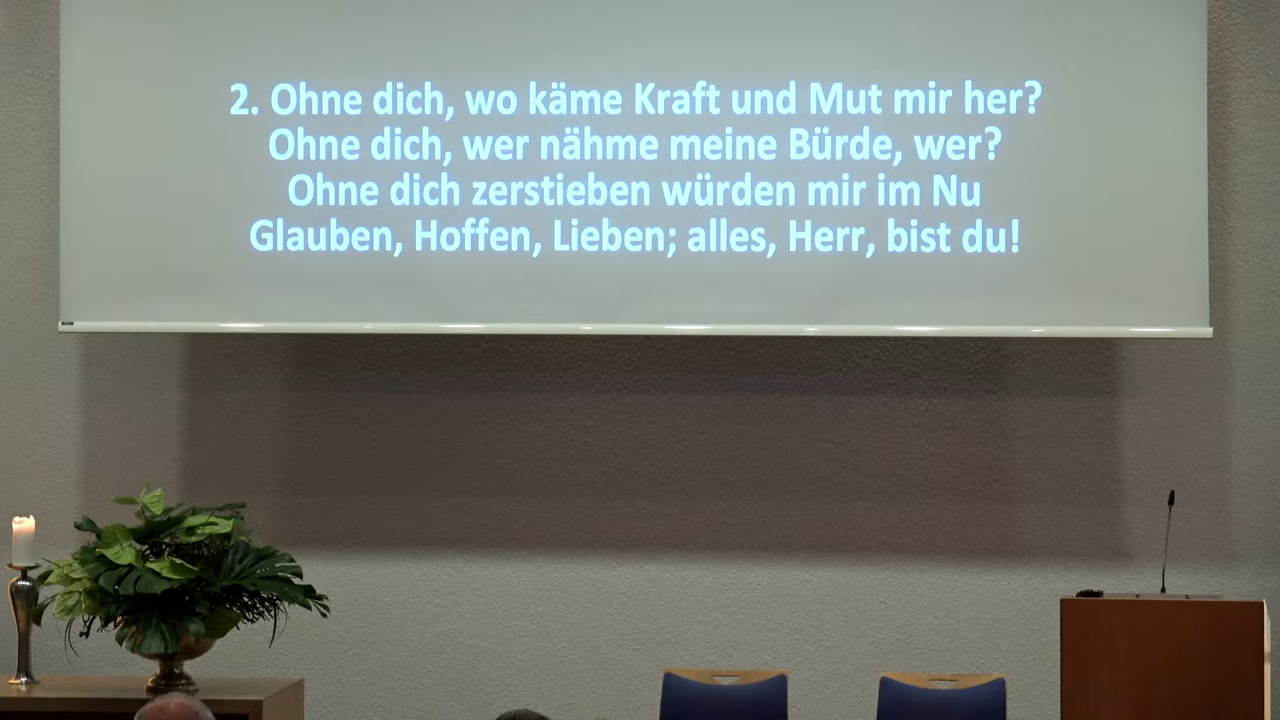 2. Ohne dich, wo käme Kraft und Mut mir her?
Ohne dich, wer nähme meine Bürde, wer?
Ohne dich zerstieben würden mir im Nu
Glauben, Hoffen, Lieben; alles, Herr, bist du!